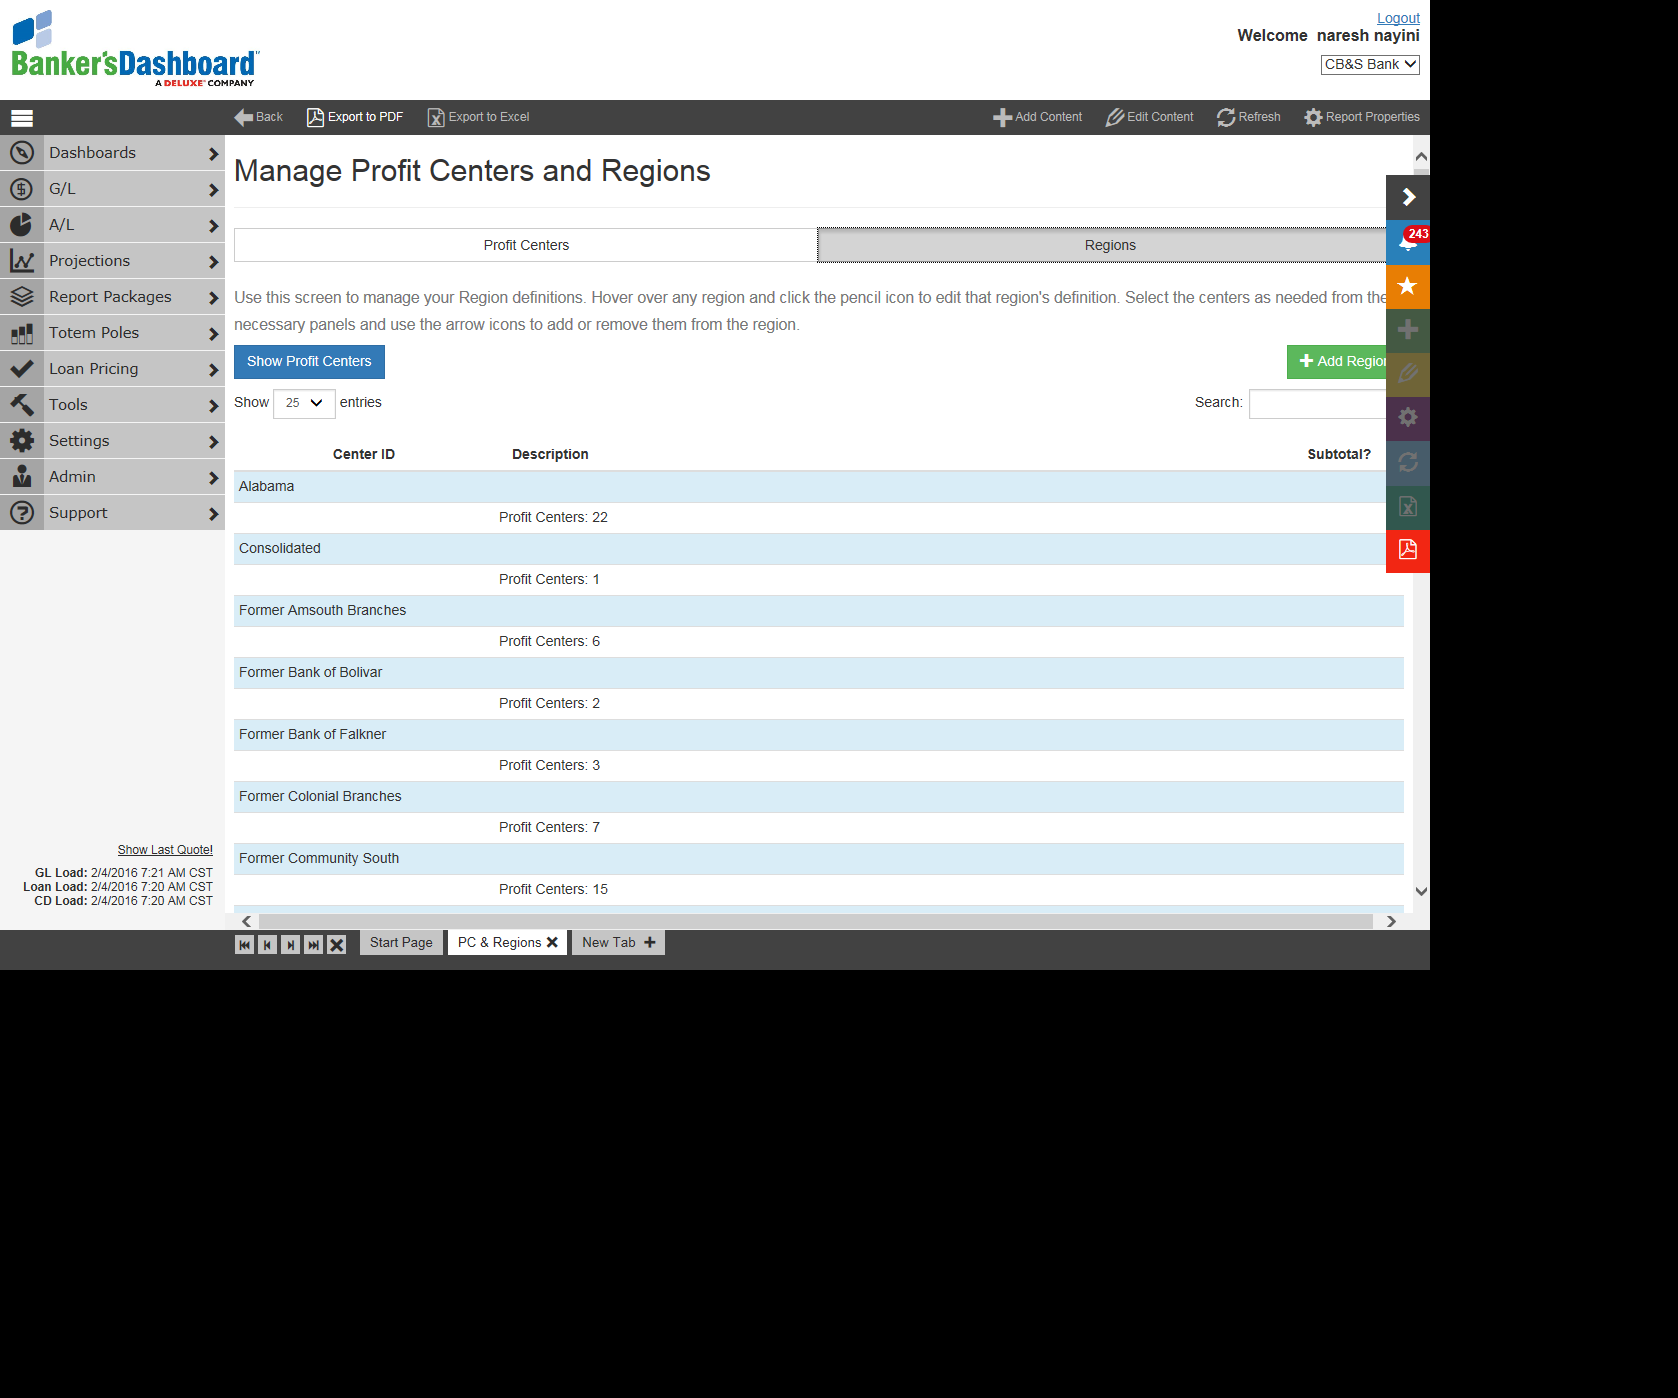 Logout
Banker'sDashboard
A DELUXE COMPANY
Welcome naresh nayini
CB&S Bank
Back
Export to PDF
Export to Excel
Add Content
Edit Content
Refresh
Report Properties
Dashboards
G/L
A/L
Projections
Report Packages
Totem Poles
Loan Pricing
Tools
Settings
Admin
Support
Manage Profit Centers and Regions
Profit Centers
Regions
243
Use this screen to manage your Region definitions. Hover over any region and click the pencil icon to edit that region's definition. Select the centers as needed from the
necessary panels and use the arrow icons to add or remove them from the region.
Show Profit Centers
Add Region
Show 25 entries
Search:
Center ID Description Subtotal?
Alabama
Profit Centers: 22
Consolidated
Profit Centers: 1
Former Amsouth Branches
Profit Centers: 6
Former Bank of Bolivar
Profit Centers: 2
Former Bank of Falkner
Profit Centers: 3
Former Colonial Branches
Profit Centers: 7
Former Community South
Profit Centers: 15
Show Last Quote!
GL Load: 2/4/2016 7:21 AM CST
Loan Load: 2/4/2016 7:20 AM CST
CD Load: 2/4/2016 7:20 AM CST
Start Page
PC & Regions
New Tab